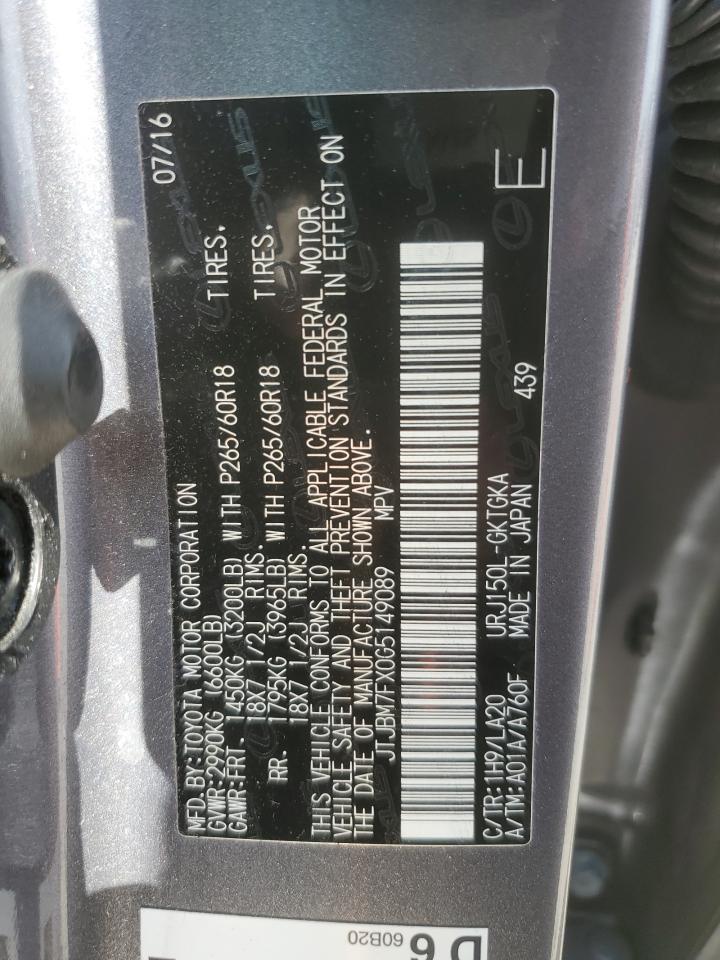 MFD.BY:TOYOTA MOTOR CORPORATION 07/16
GVWR:2990KG (6600LB)
GAWR:FRT. 1450KG (3200LB) WITH P265/60R18 TIRES.
18X7 1/2J RIMS.
RR. 1795KG (3965LB) WITH P265/60R18 TIRES.
18X7 1/2J RIMS.
THIS VEHICLE CONFORMS TO ALL APPLICABLE FEDERAL MOTOR
VEHICLE SAFETY AND THEFT PREVENTION STANDARDS IN EFFECT ON
THE DATE OF MANUFACTURE SHOWN ABOVE.
JTJBM7FX0G5149089 MPV
C/TR:1H9/LA20 URJ150L-GKTGKA
A/TM:A01A/A760F MADE IN JAPAN 439 E
60B20
D 6